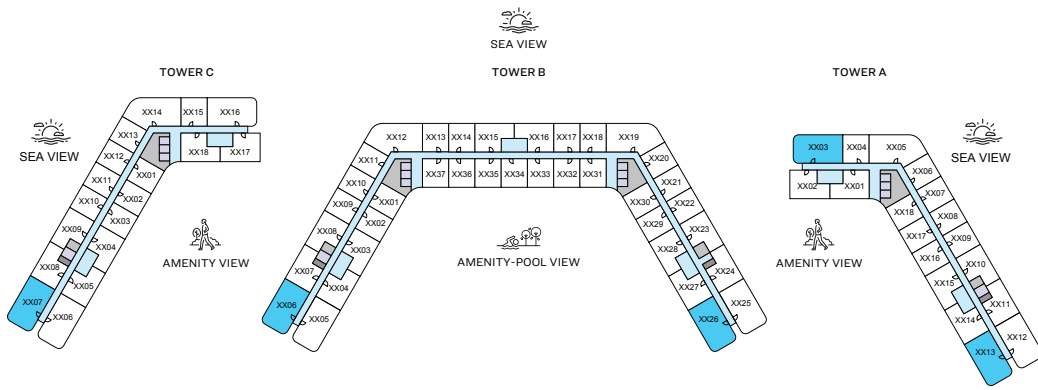 SEA VIEW
TOWER C
TOWER B
TOWER A
SEA VIEW
AMENITY VIEW
XX14
XX15
XX16
XX13
XX12
XX18
XX17
XX01
XX11
XX02
XX10
XX03
XX09
XX04
XX08
XX05
XX07
XX06
AMENITY-POOL VIEW
XX12
XX13
XX14
XX15
XX16
XX17
XX18
XX19
XX11
XX37
XX36
XX35
XX34
XX33
XX32
XX31
XX20
XX10
XX01
XX30
XX21
XX09
XX02
XX29
XX22
XX08
XX03
XX28
XX23
XX07
XX04
XX27
XX24
XX06
XX05
XX26
XX25
SEA VIEW
AMENITY VIEW
XX03
XX04
XX05
XX02
XX01
XX06
XX07
XX18
XX08
XX17
XX09
XX16
XX10
XX15
XX11
XX14
XX12
XX13